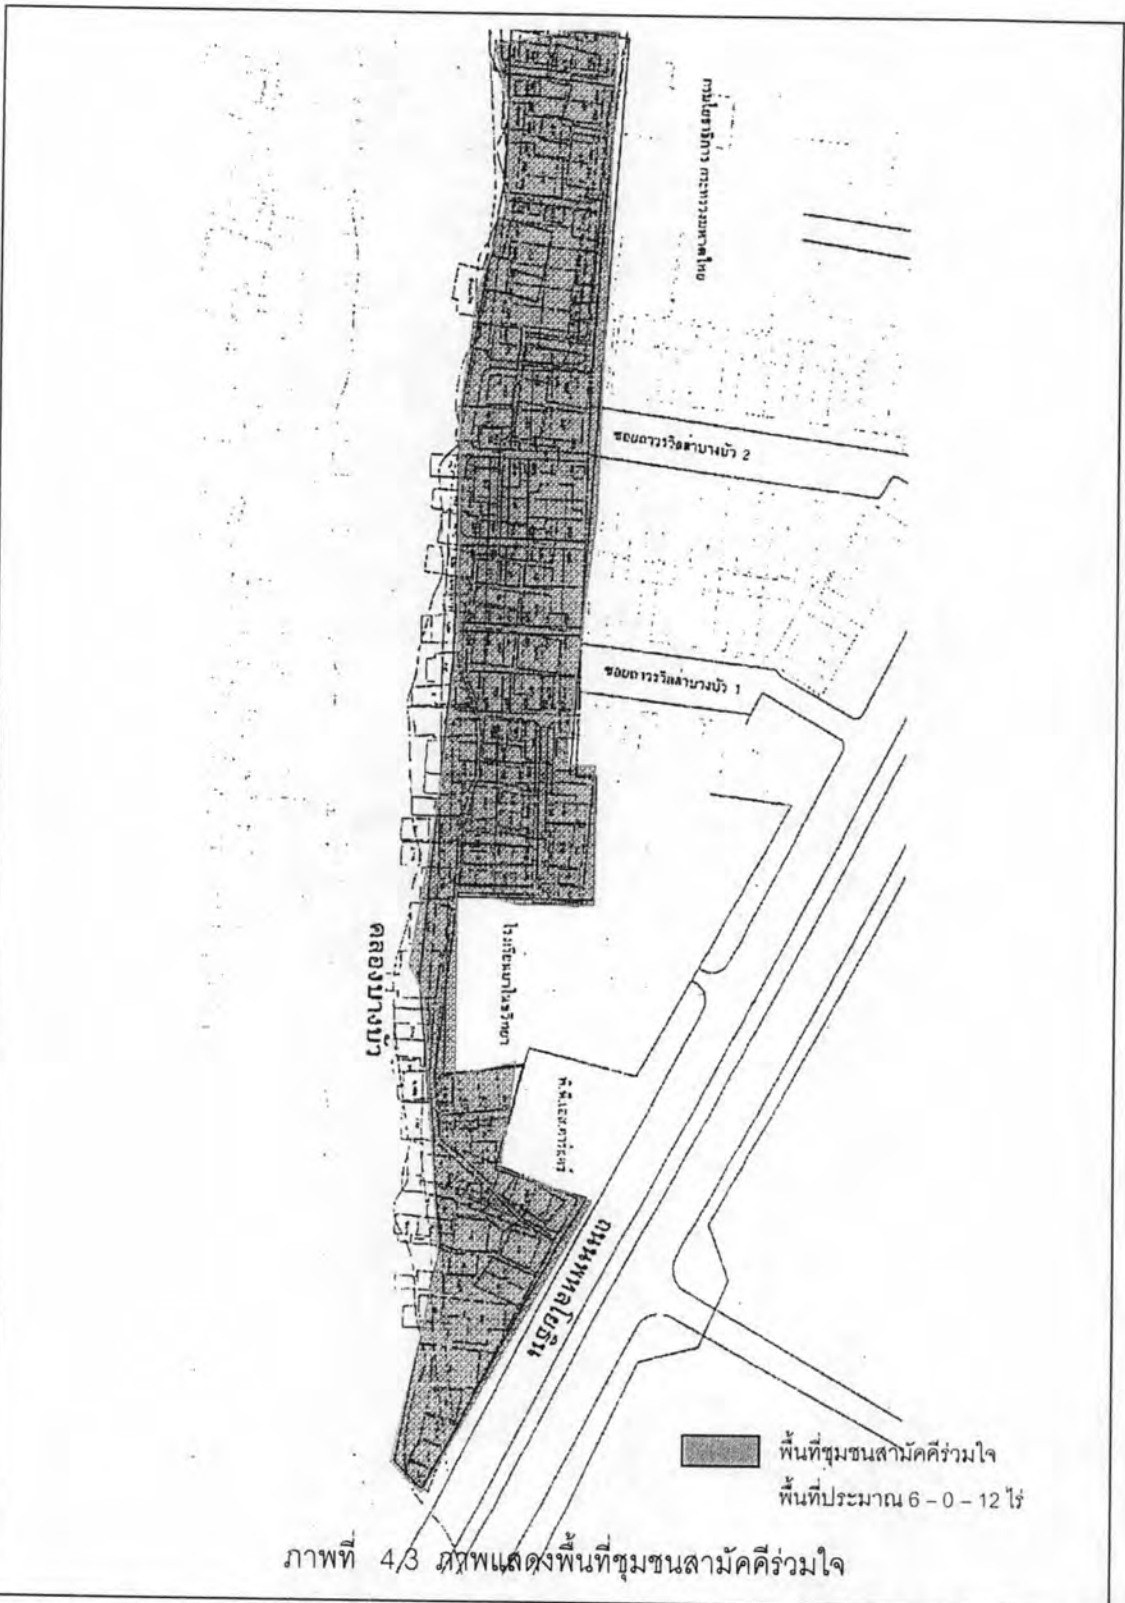 กรมโยธาธิการ กระทรวงมหาดไทย
ซอยถาวรวิลล่าบางบัว 2
ซอยถาวรวิลล่าบางบัว 1
คลองบางบัว
ถนนพหลโยธิน
พื้นที่ชุมชนสามัคคีร่วมใจ
พื้นที่ประมาณ 6 – 0 – 12 ไร่
ภาพที่ 4.3 ภาพแสดงพื้นที่ชุมชนสามัคคีร่วมใจ